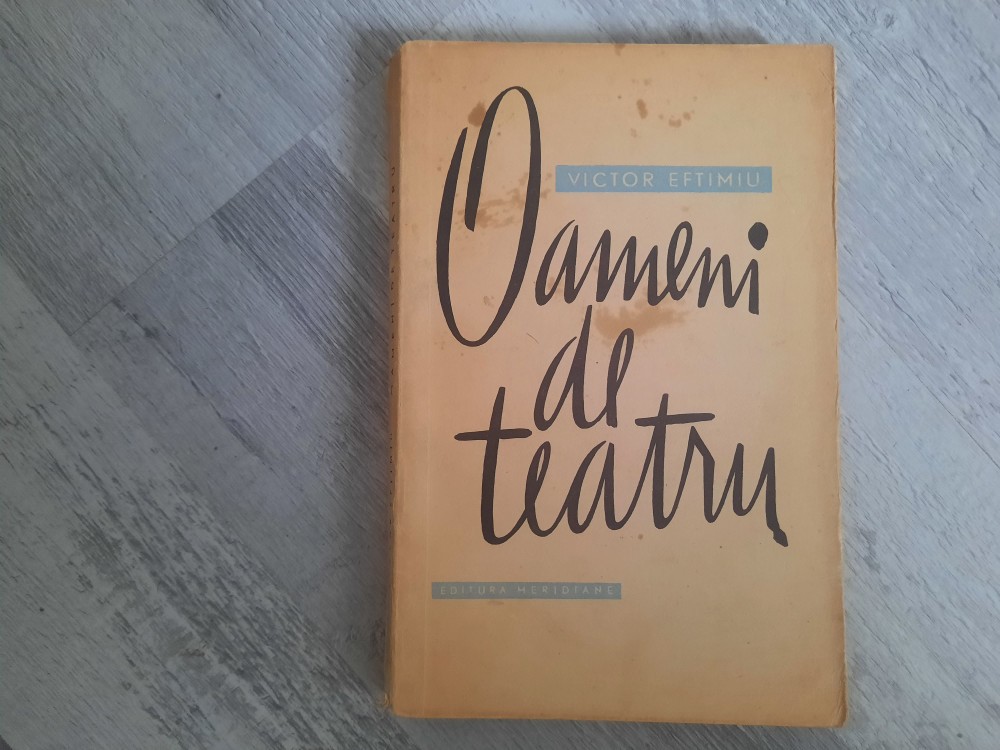 VICTOR EFTIMIU
Oameni
de
teatru
EDITURA MERIDIANE